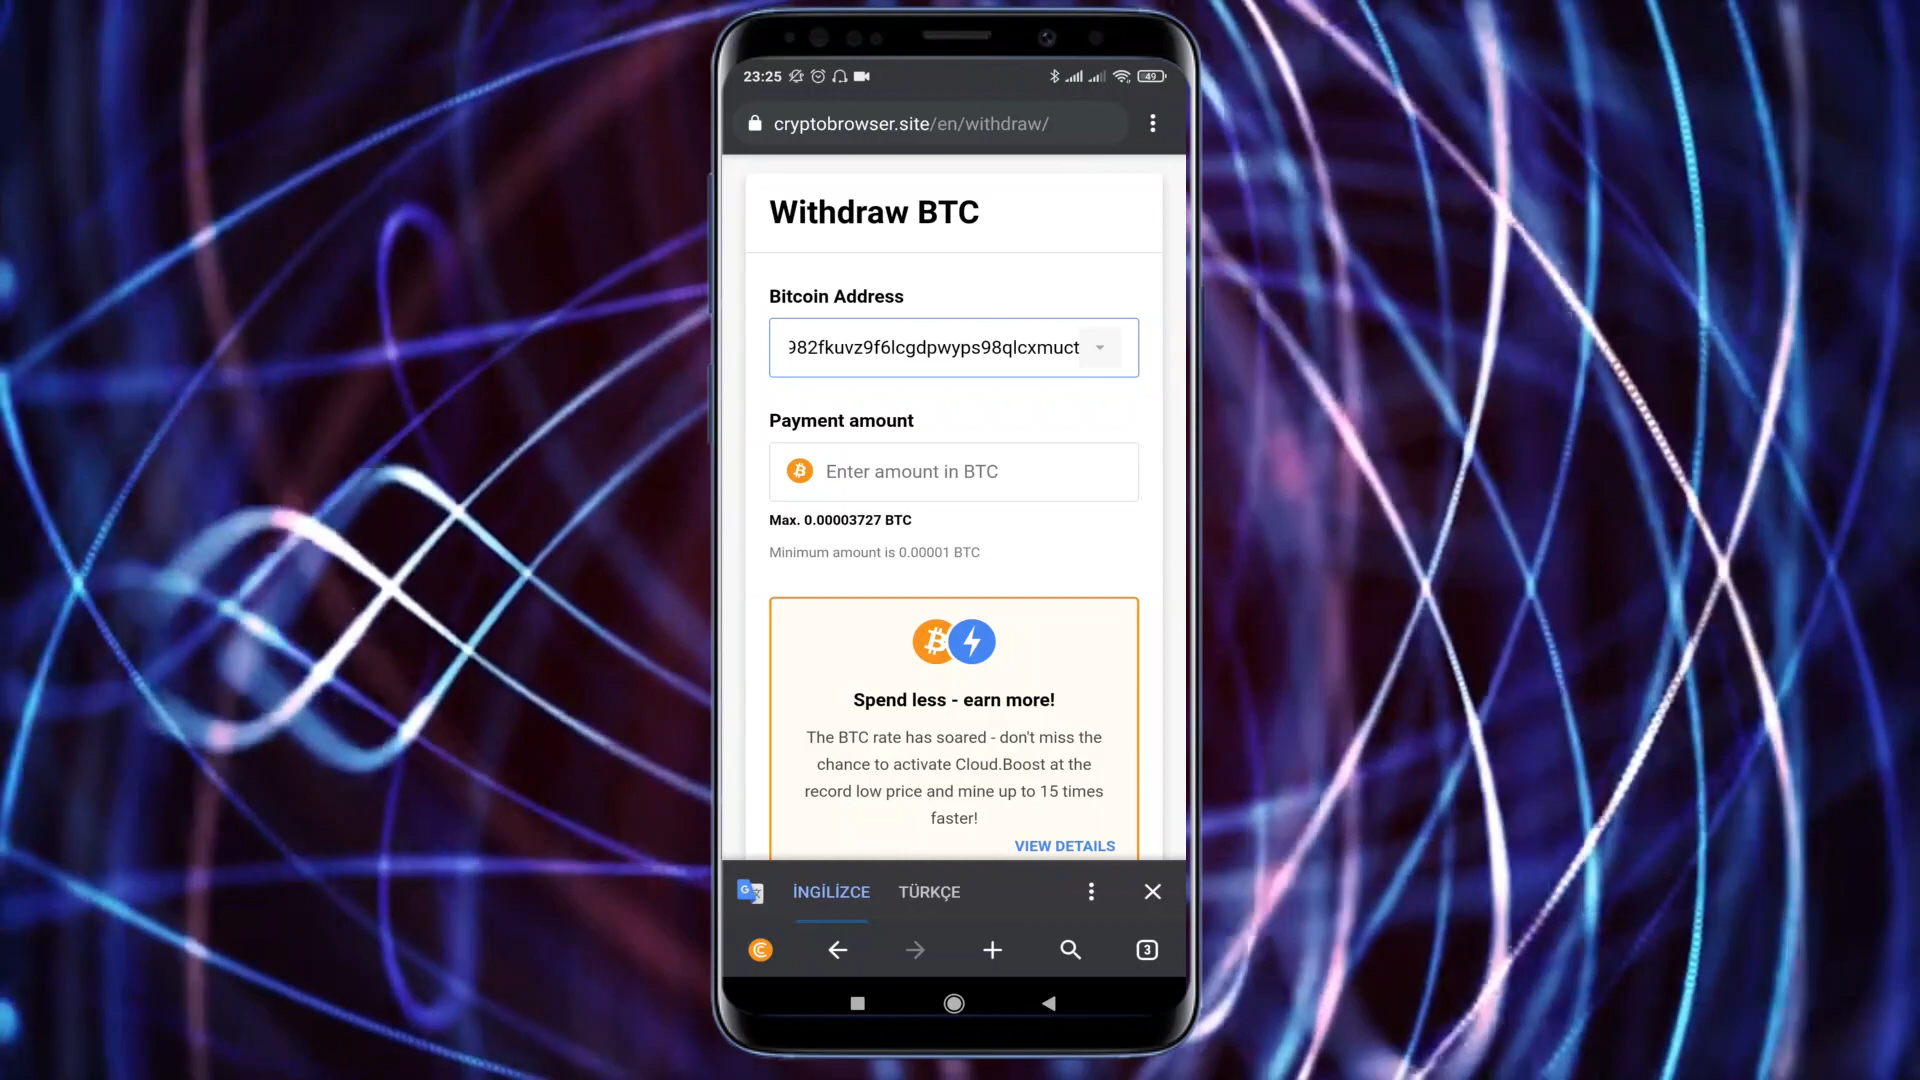 23:25
49
cryptobrowser.site/en/withdraw/
Withdraw BTC
Bitcoin Address
982fkuvz9f6lcgdpwyps98qlcxmuct
Payment amount
Enter amount in BTC
Max. 0.00003727 BTC
Minimum amount is 0.00001 BTC
Spend less - earn more!
The BTC rate has soared - don't miss the
chance to activate Cloud.Boost at the
record low price and mine up to 15 times
faster!
VIEW DETAILS
İNGİLİZCE TÜRKÇE
3